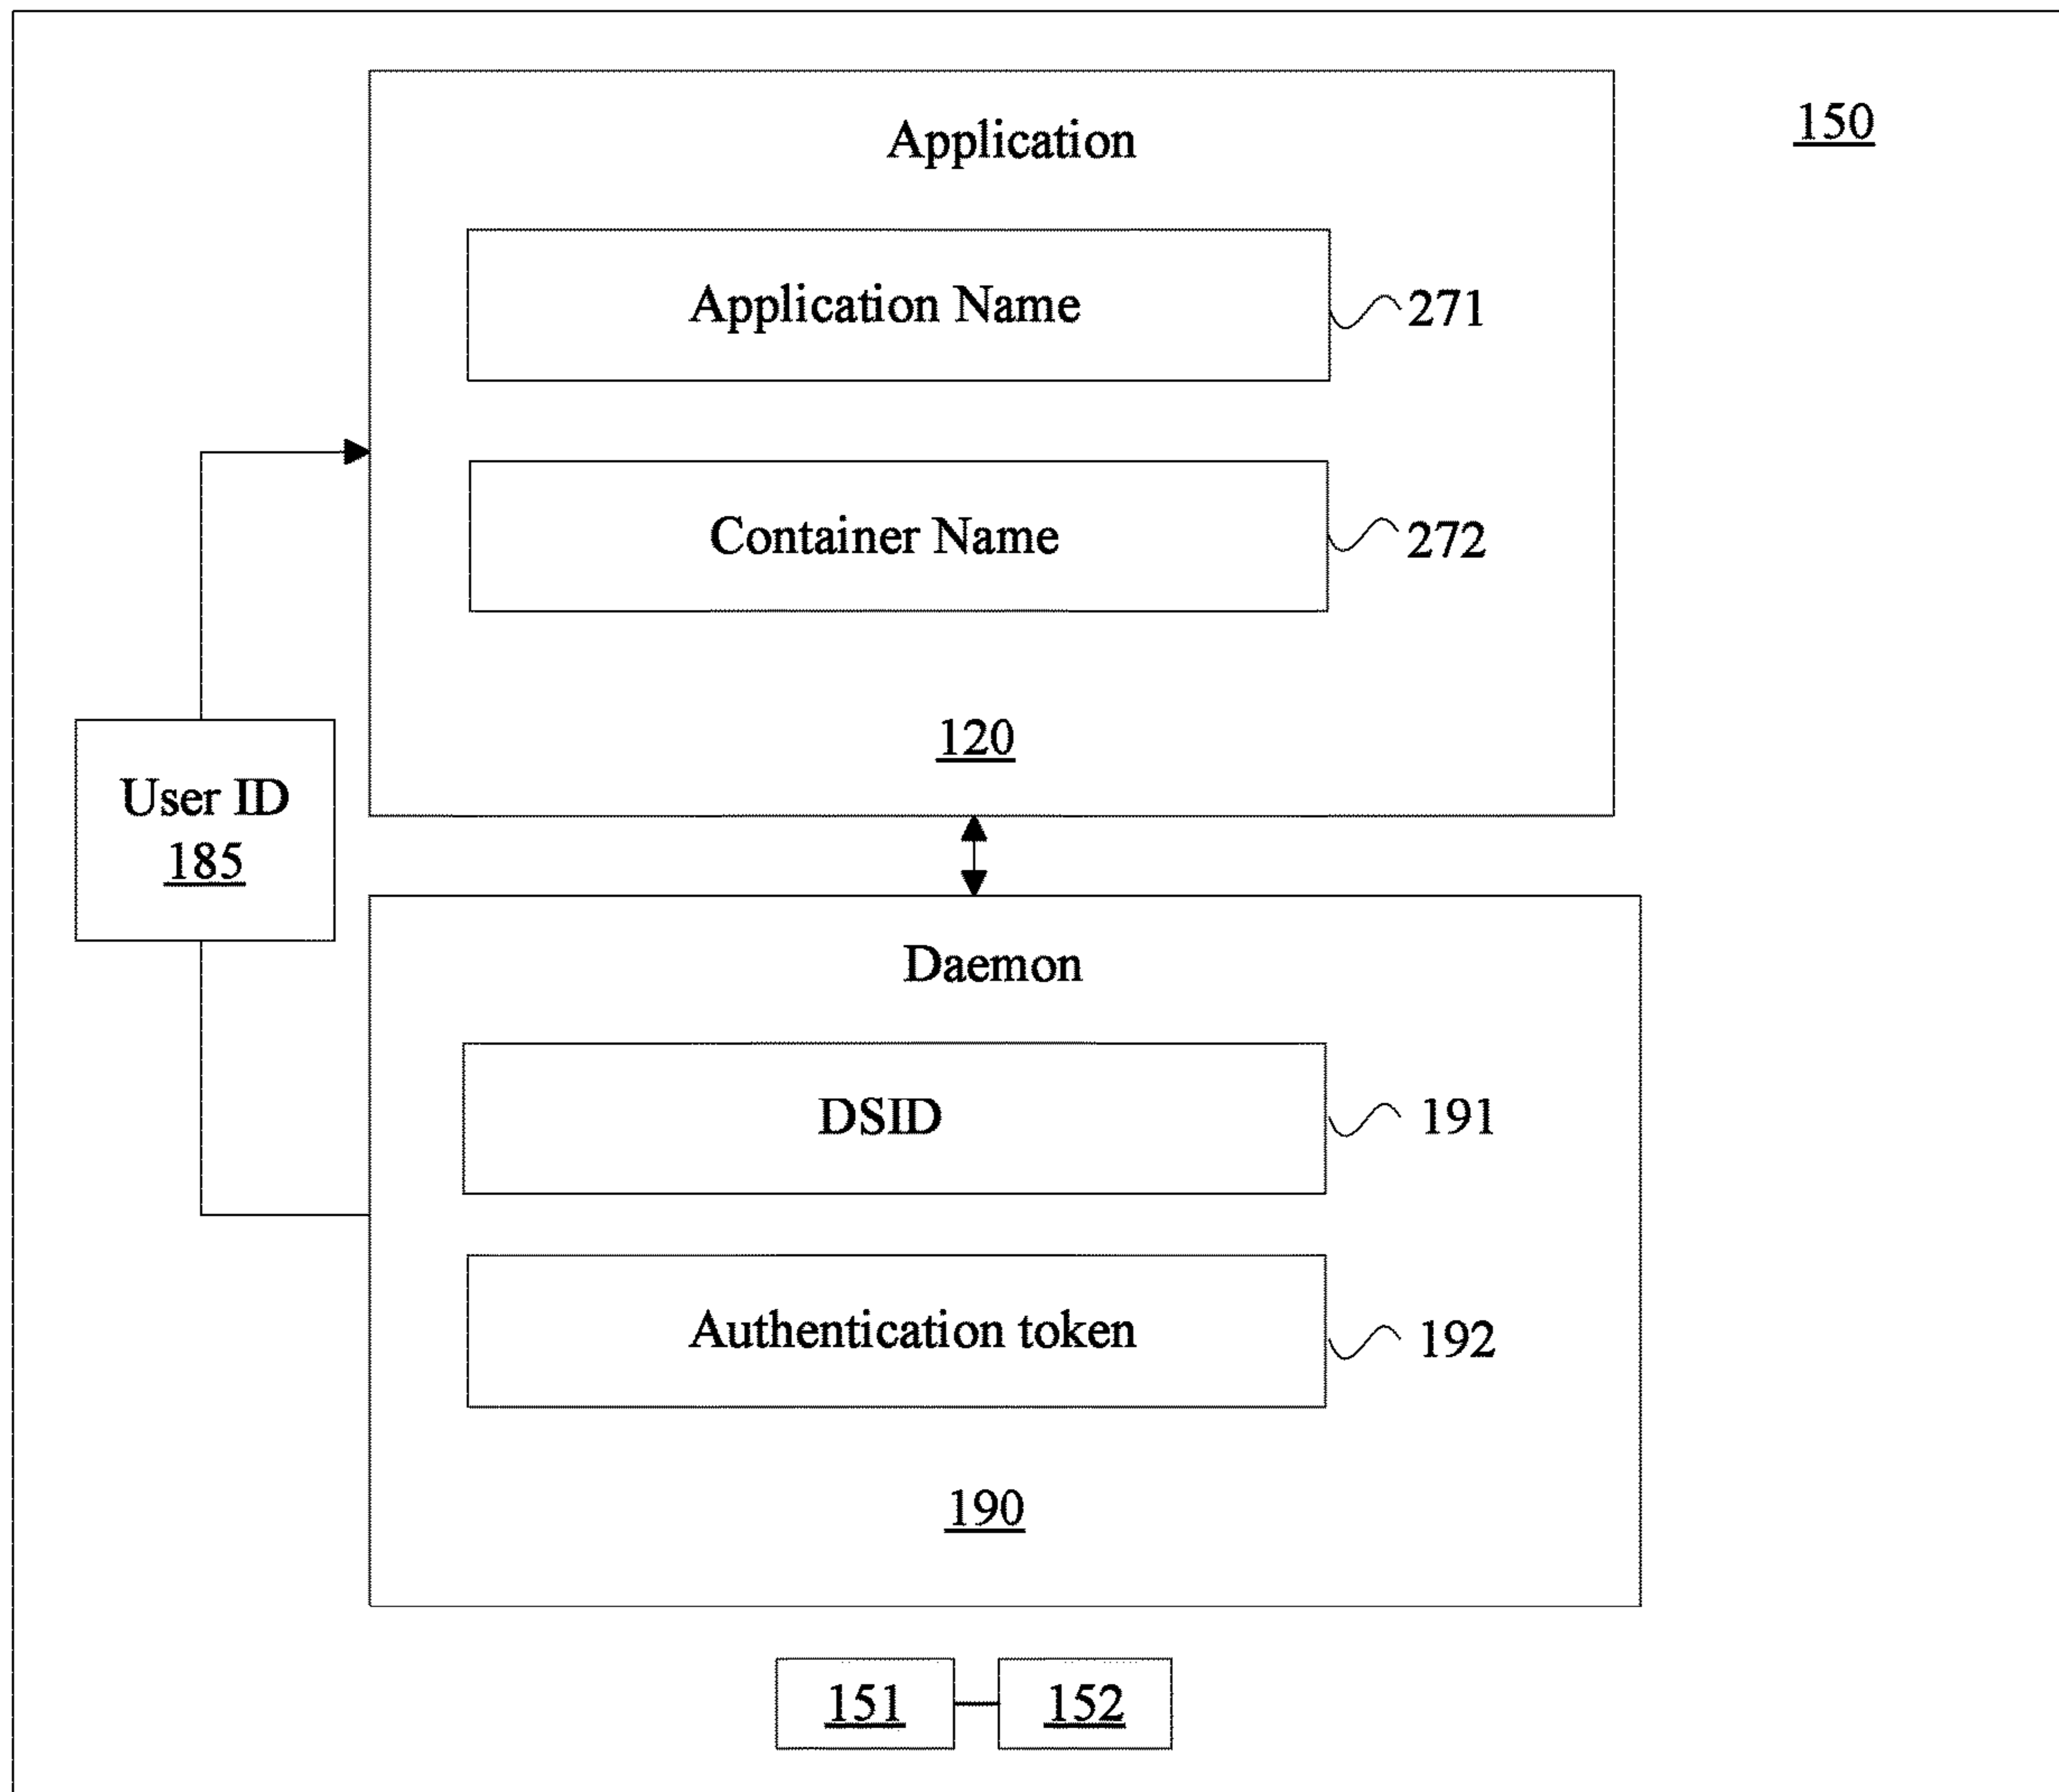 Application
150
Application Name
271
Container Name
272
120
User ID
185
Daemon
DSID
191
Authentication token
192
190
151
152